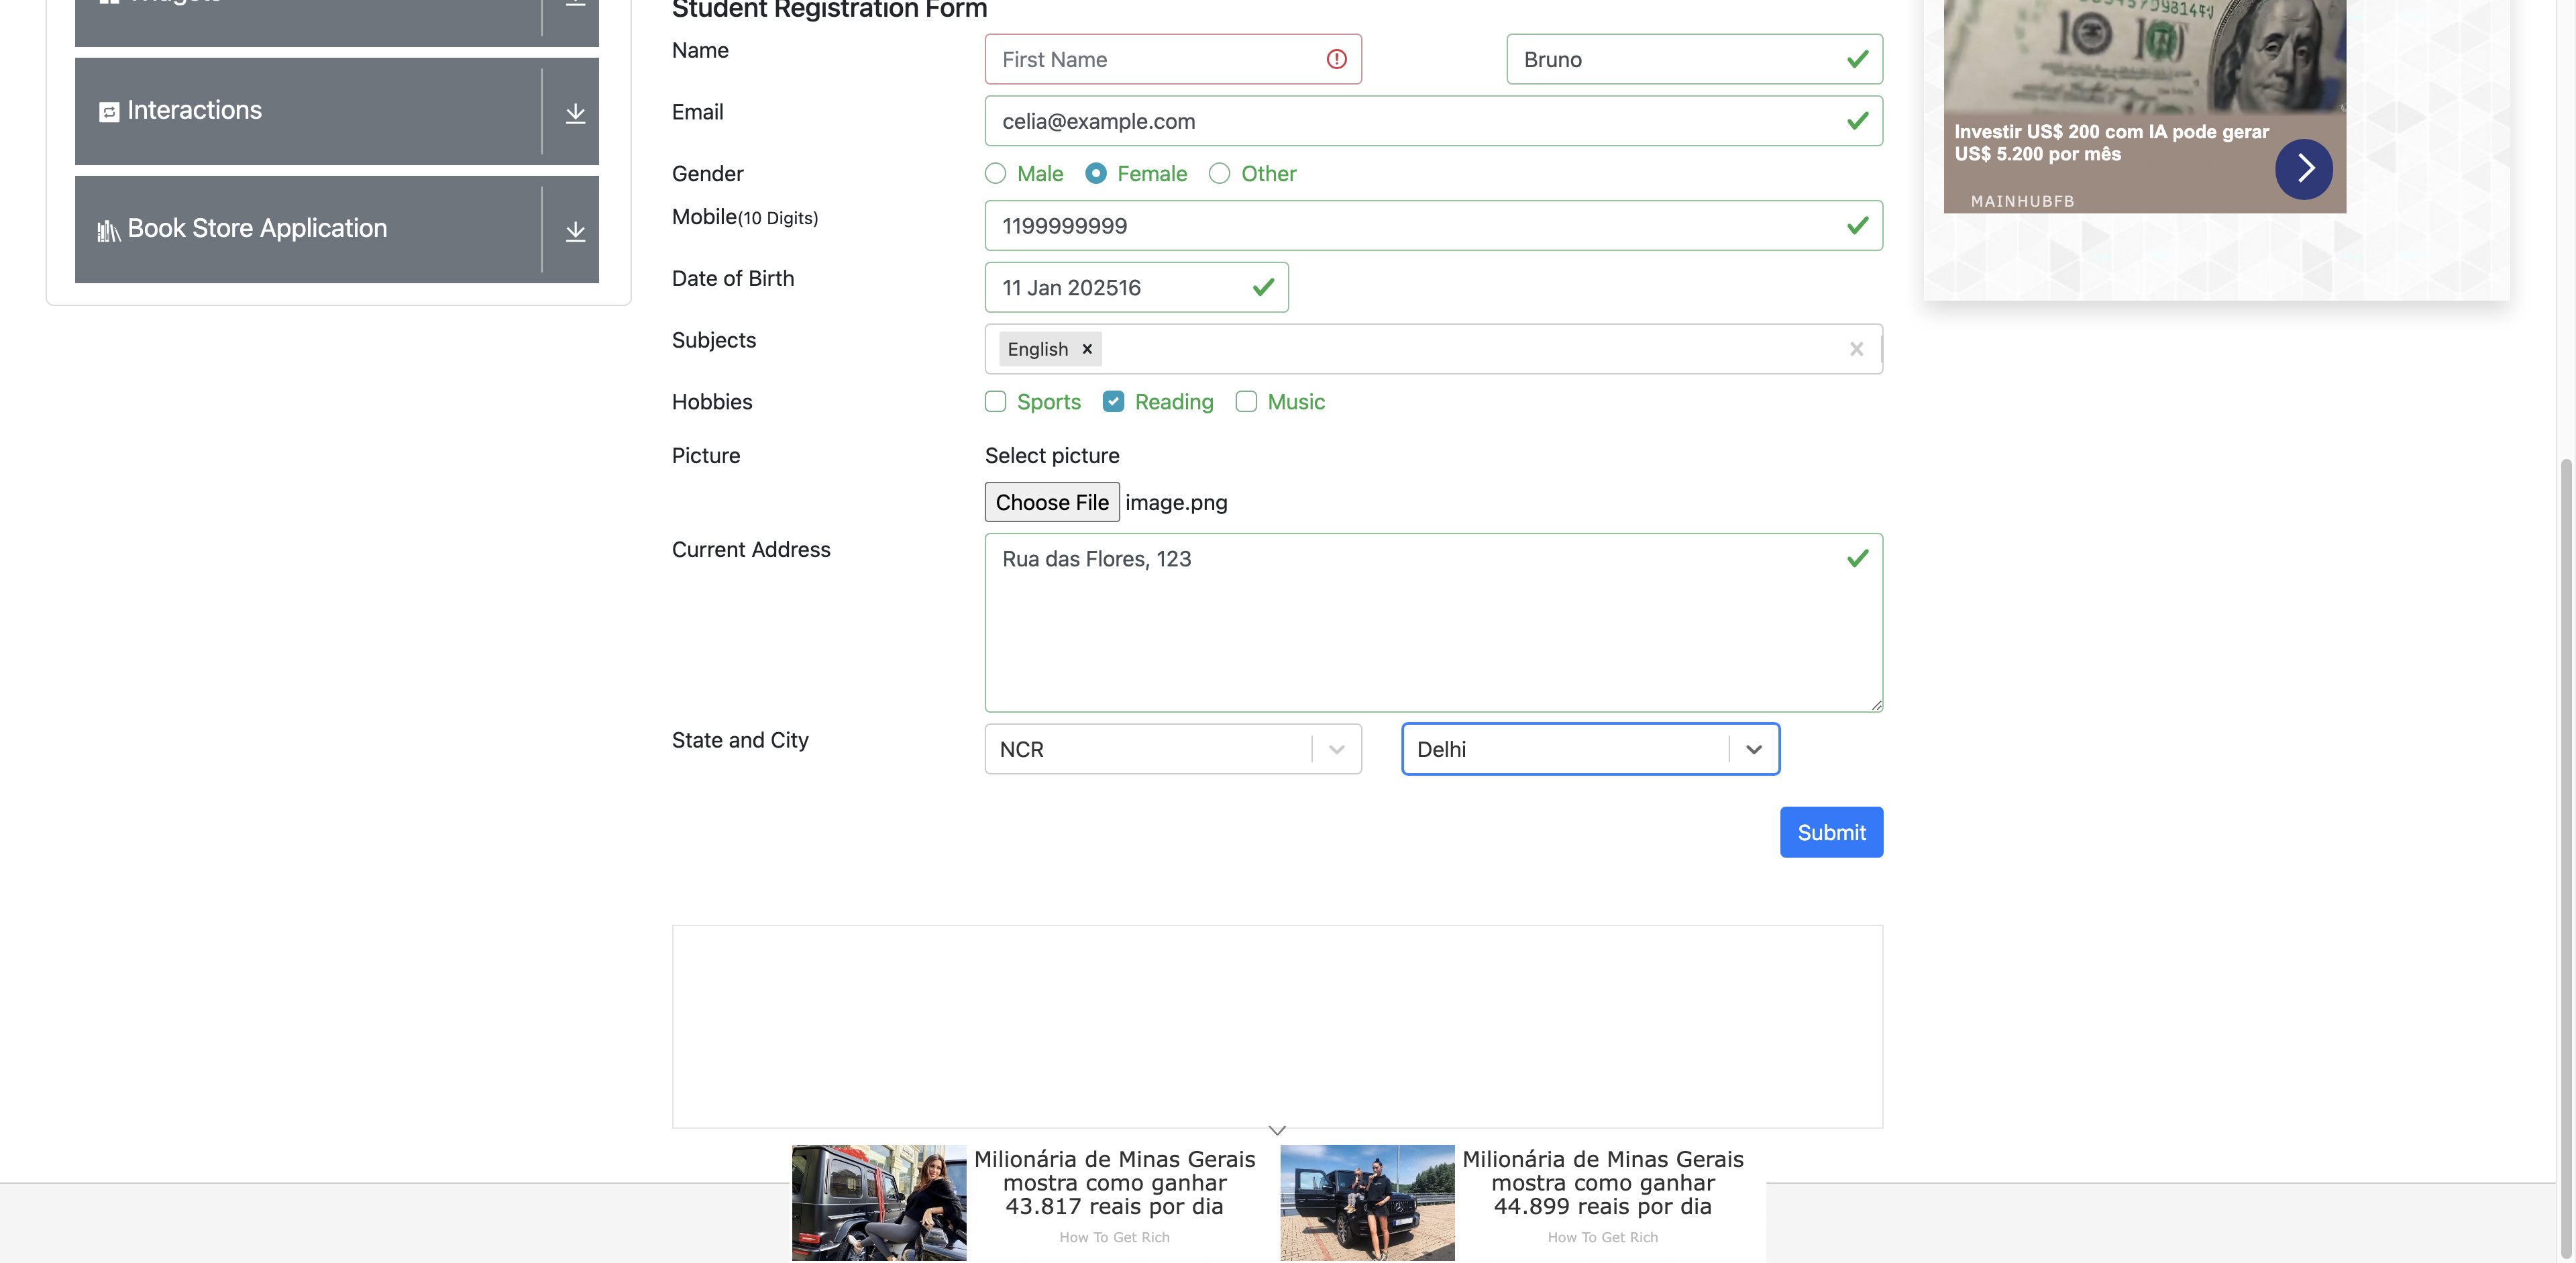 Student Registration Form
Name
First Name
Bruno
Interactions
Email
celia@example.com
Gender
Male
Female
Other
Book Store Application
Mobile(10 Digits)
1199999999
Date of Birth
11 Jan 202516
Subjects
English
Hobbies
Sports
Reading
Music
Picture
Select picture
Choose File image.png
Current Address
Rua das Flores, 123
State and City
NCR
Delhi
Submit
Investir US$ 200 com IA pode gerar
US$ 5.200 por mês
MAINHUBFB
Milionária de Minas Gerais
mostra como ganhar
43.817 reais por dia
How To Get Rich
Milionária de Minas Gerais
mostra como ganhar
44.899 reais por dia
How To Get Rich